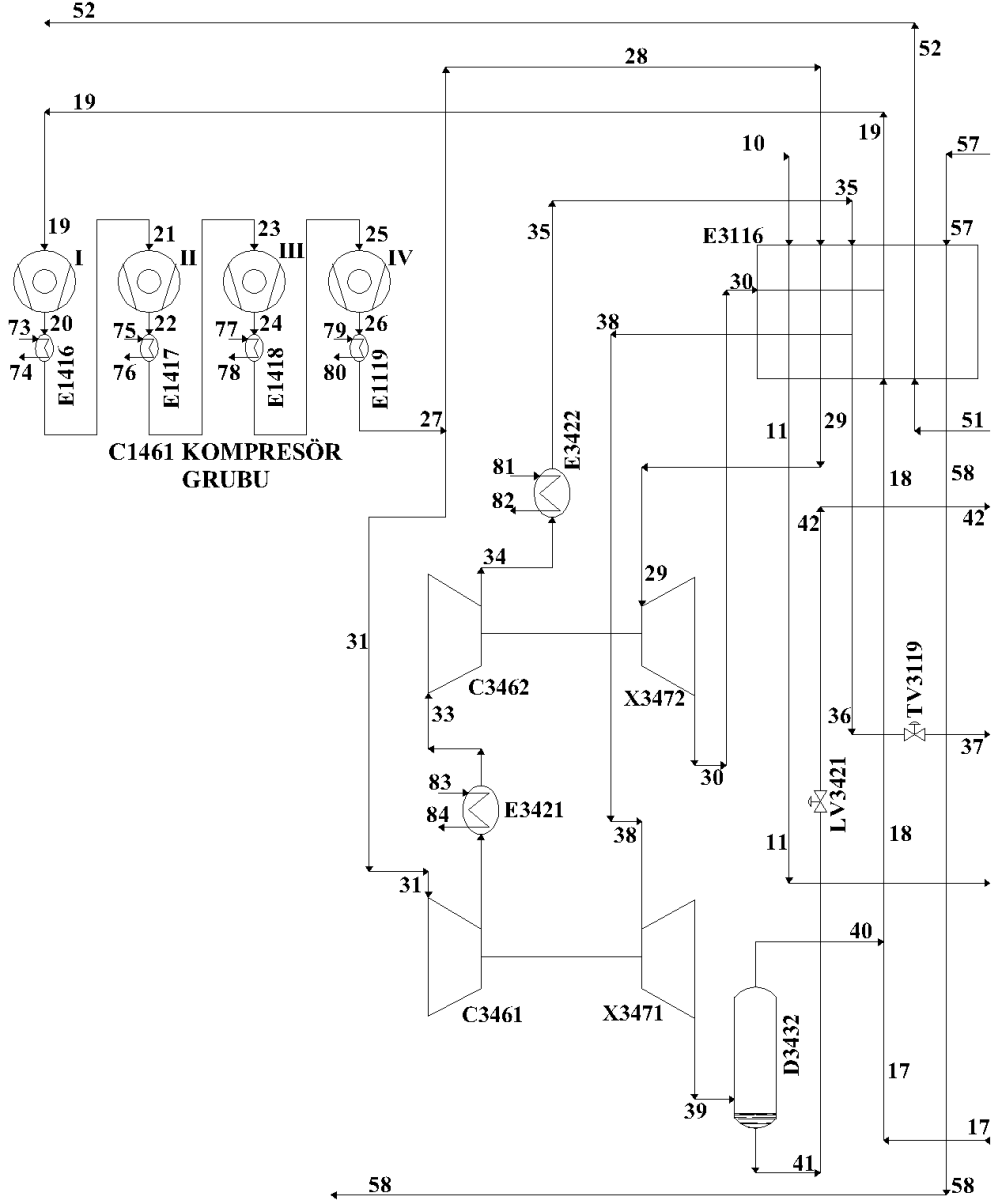 52
52
28
19
19
10
57
35
35
57
E3116
19
I
21
II
23
III
25
IV
30
20
22
24
26
73
75
77
79
38
74
76
78
80
E1416
E1417
E1418
E1119
27
11
29
51
C1461 KOMPRESÖR
GRUBU
E3422
81
82
18
58
42
42
34
29
31
C3462
X3472
33
TV3119
36
37
30
83
84
E3421
LV3421
38
11
18
31
40
C3461
X3471
D3432
17
39
17
41
58
58